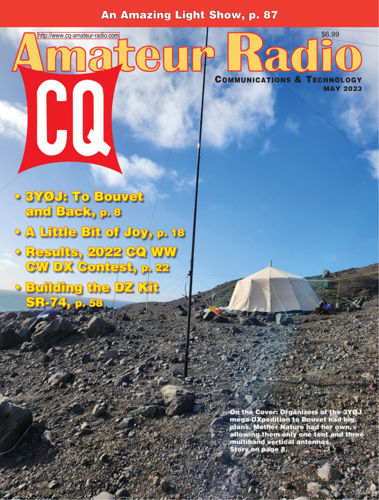 An Amazing Light Show, p. 87
http://www.cq-amateur-radio.com
$6.99
Amateur Radio
COMMUNICATIONS & TECHNOLOGY
MAY 2023
CQ
• 3YØJ: To Bouvet
and Back, p. 8
• A Little Bit of Joy, p. 18
• Results, 2022 CQ WW
CW DX Contest, p. 22
• Building the DZ Kit
SR-74, p. 58
On the Cover: Organizers of the 3YØJ
mega-DXpedition to Bouvet had big
plans. Mother Nature had her own,
allowing them only one tent and three
multiband vertical antennas.
Story on page 8.